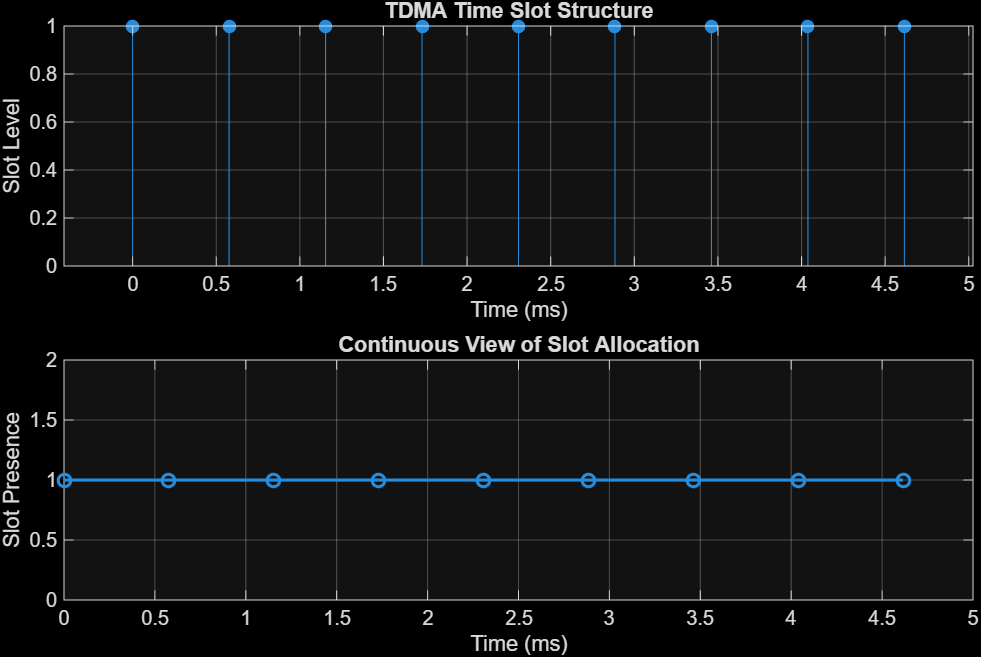 TDMA Time Slot Structure
1
0.8
0.6
0.4
0.2
0
Slot Level
0 0.5 1 1.5 2 2.5 3 3.5 4 4.5 5
Time (ms)
Continuous View of Slot Allocation
2
1.5
1
0.5
0
Slot Presence
0 0.5 1 1.5 2 2.5 3 3.5 4 4.5 5
Time (ms)